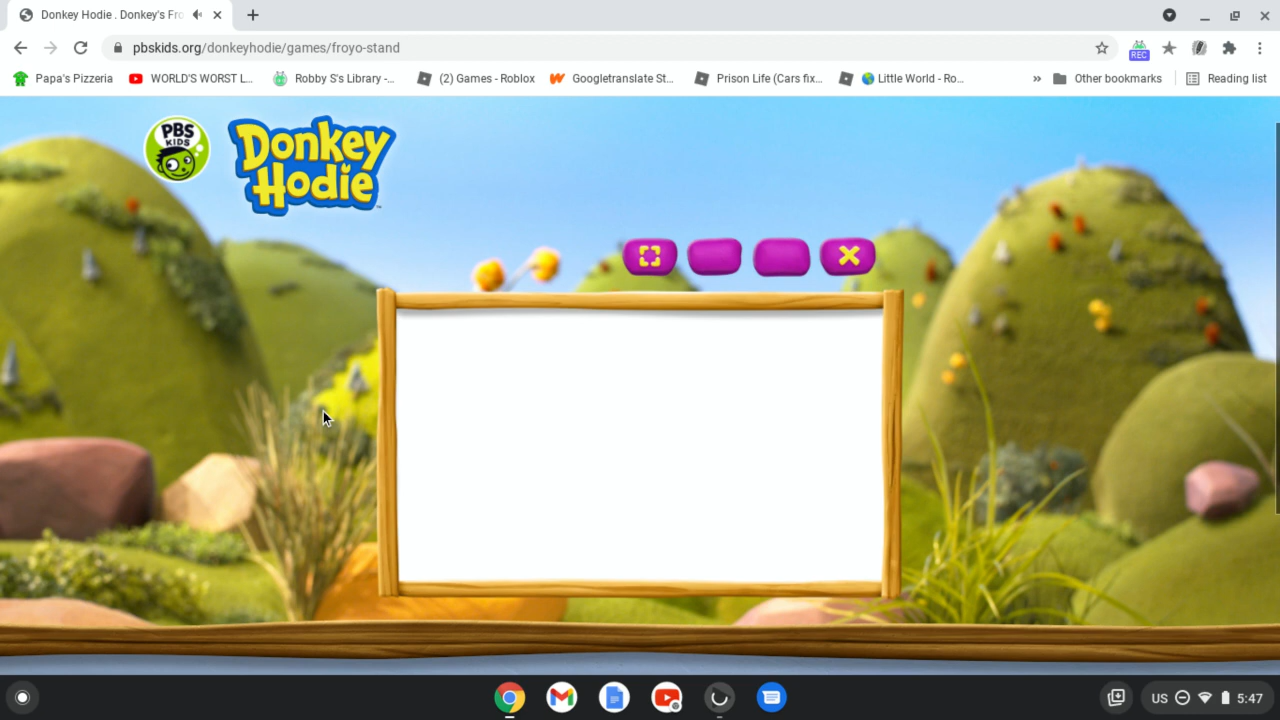 Donkey Hodie . Donkey's Fro
pbskids.org/donkeyhodie/games/froyo-stand
REC
Papa's Pizzeria
WORLD'S WORST L...
Robby S's Library -...
(2) Games - Roblox
Googletranslate St...
Prison Life (Cars fix...
Little World - Ro...
»
Other bookmarks
Reading list
PBS
KIDS
Donkey
Hodie
US
5:47